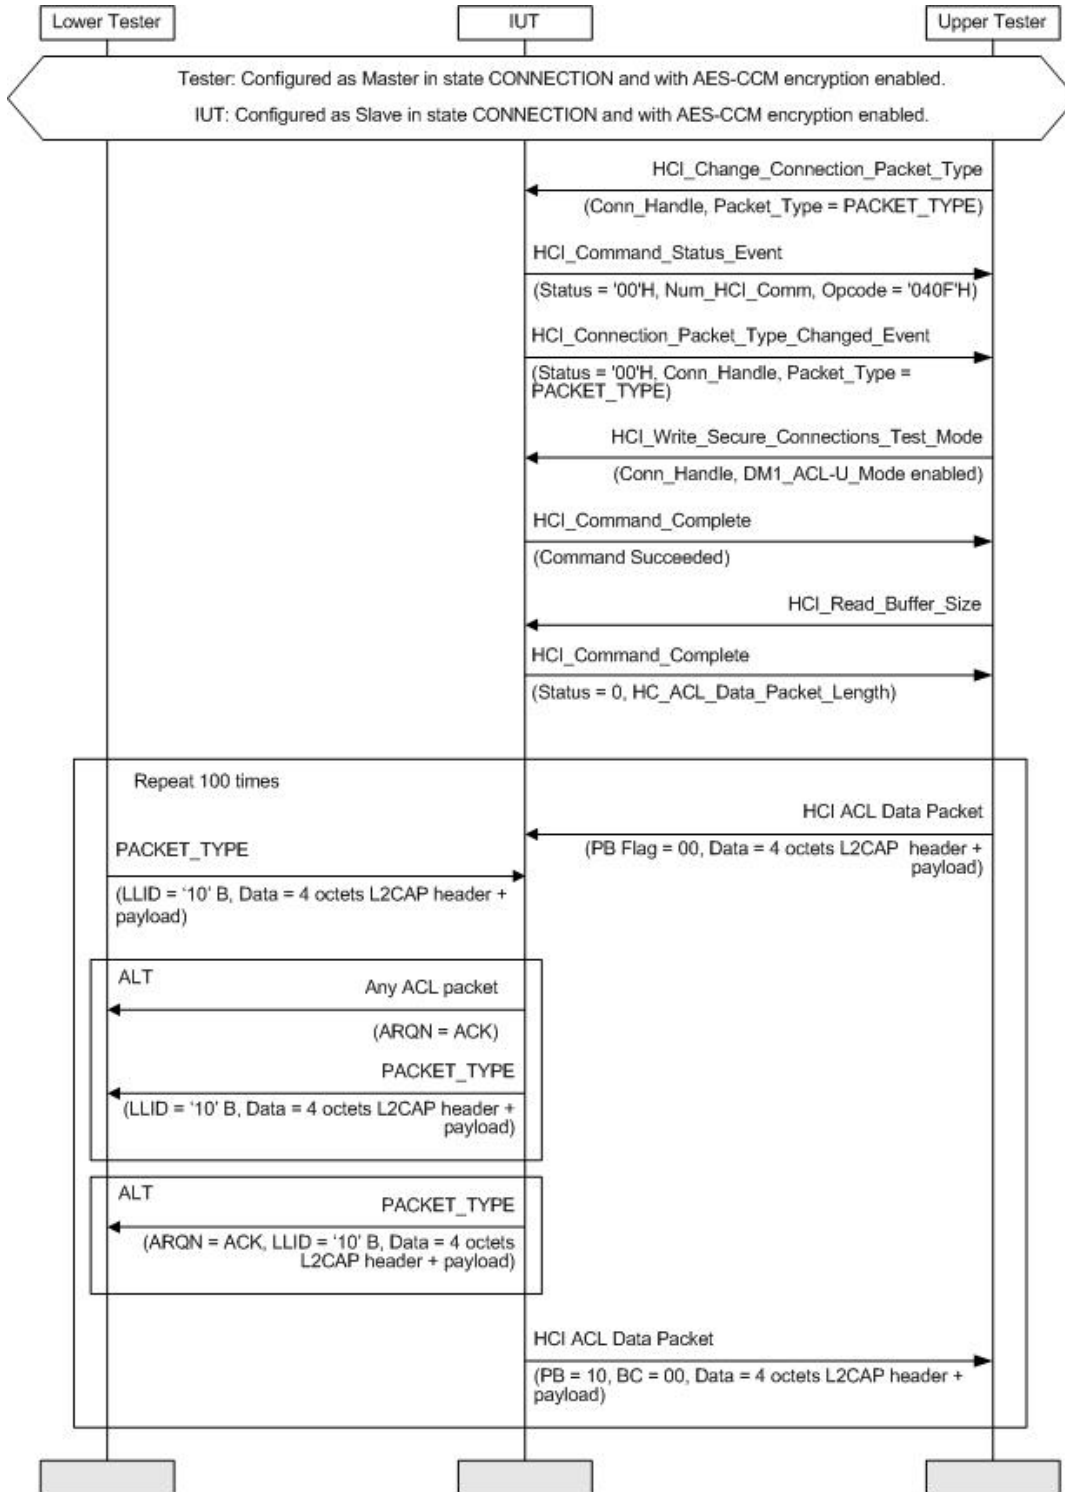 Lower Tester
IUT
Upper Tester
Tester: Configured as Master in state CONNECTION and with AES-CCM encryption enabled.
IUT: Configured as Slave in state CONNECTION and with AES-CCM encryption enabled.
HCI_Change_Connection_Packet_Type
(Conn_Handle, Packet_Type = PACKET_TYPE)
HCI_Command_Status_Event
(Status = '00'H, Num_HCI_Comm, Opcode = '040F'H)
HCI_Connection_Packet_Type_Changed_Event
(Status = '00'H, Conn_Handle, Packet_Type =
PACKET_TYPE)
HCI_Write_Secure_Connections_Test_Mode
(Conn_Handle, DM1_ACL-U_Mode enabled)
HCI_Command_Complete
(Command Succeeded)
HCI_Read_Buffer_Size
HCI_Command_Complete
(Status = 0, HC_ACL_Data_Packet_Length)
Repeat 100 times
HCI ACL Data Packet
(PB Flag = 00, Data = 4 octets L2CAP header +
payload)
PACKET_TYPE
(LLID = ‘10’ B, Data = 4 octets L2CAP header +
payload)
ALT
Any ACL packet
(ARQN = ACK)
PACKET_TYPE
(LLID = ‘10’ B, Data = 4 octets L2CAP header +
payload)
ALT
PACKET_TYPE
(ARQN = ACK, LLID = ‘10’ B, Data = 4 octets
L2CAP header + payload)
HCI ACL Data Packet
(PB = 10, BC = 00, Data = 4 octets L2CAP header +
payload)